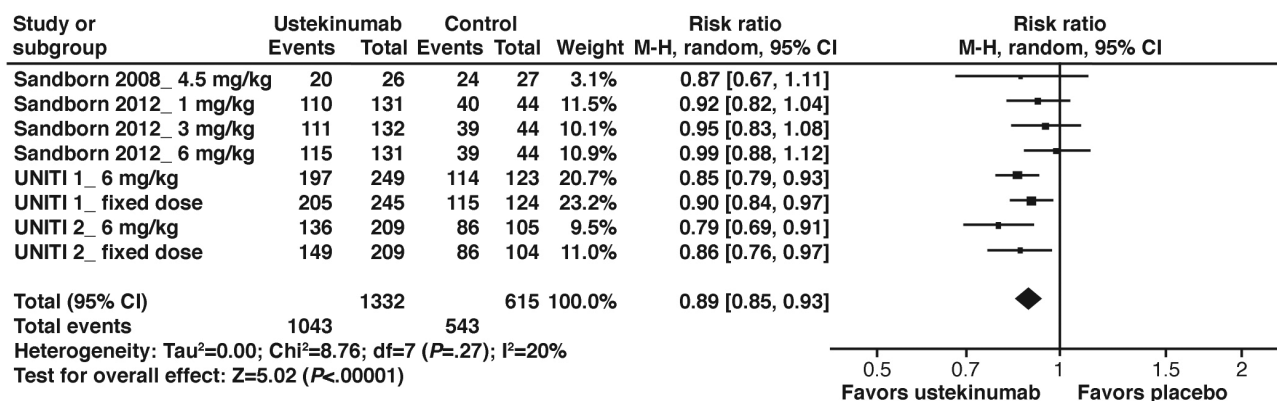 Study or Ustekinumab Control Risk ratio Risk ratio
subgroup Events Total Events Total Weight M-H, random, 95% CI M-H, random, 95% CI
Sandborn 2008_ 4.5 mg/kg 20 26 24 27 3.1% 0.87 [0.67, 1.11]
Sandborn 2012_ 1 mg/kg 110 131 40 44 11.5% 0.92 [0.82, 1.04]
Sandborn 2012_ 3 mg/kg 111 132 39 44 10.1% 0.95 [0.83, 1.08]
Sandborn 2012_ 6 mg/kg 115 131 39 44 10.9% 0.99 [0.88, 1.12]
UNITI 1_ 6 mg/kg 197 249 114 123 20.7% 0.85 [0.79, 0.93]
UNITI 1_ fixed dose 205 245 115 124 23.2% 0.90 [0.84, 0.97]
UNITI 2_ 6 mg/kg 136 209 86 105 9.5% 0.79 [0.69, 0.91]
UNITI 2_ fixed dose 149 209 86 104 11.0% 0.86 [0.76, 0.97]
Total (95% CI) 1332 615 100.0% 0.89 [0.85, 0.93]
Total events 1043 543
Heterogeneity: Tau²=0.00; Chi²=8.76; df=7 (P=.27); I²=20%
Test for overall effect: Z=5.02 (P<.00001)
0.5 0.7 1 1.5 2
Favors ustekinumab Favors placebo